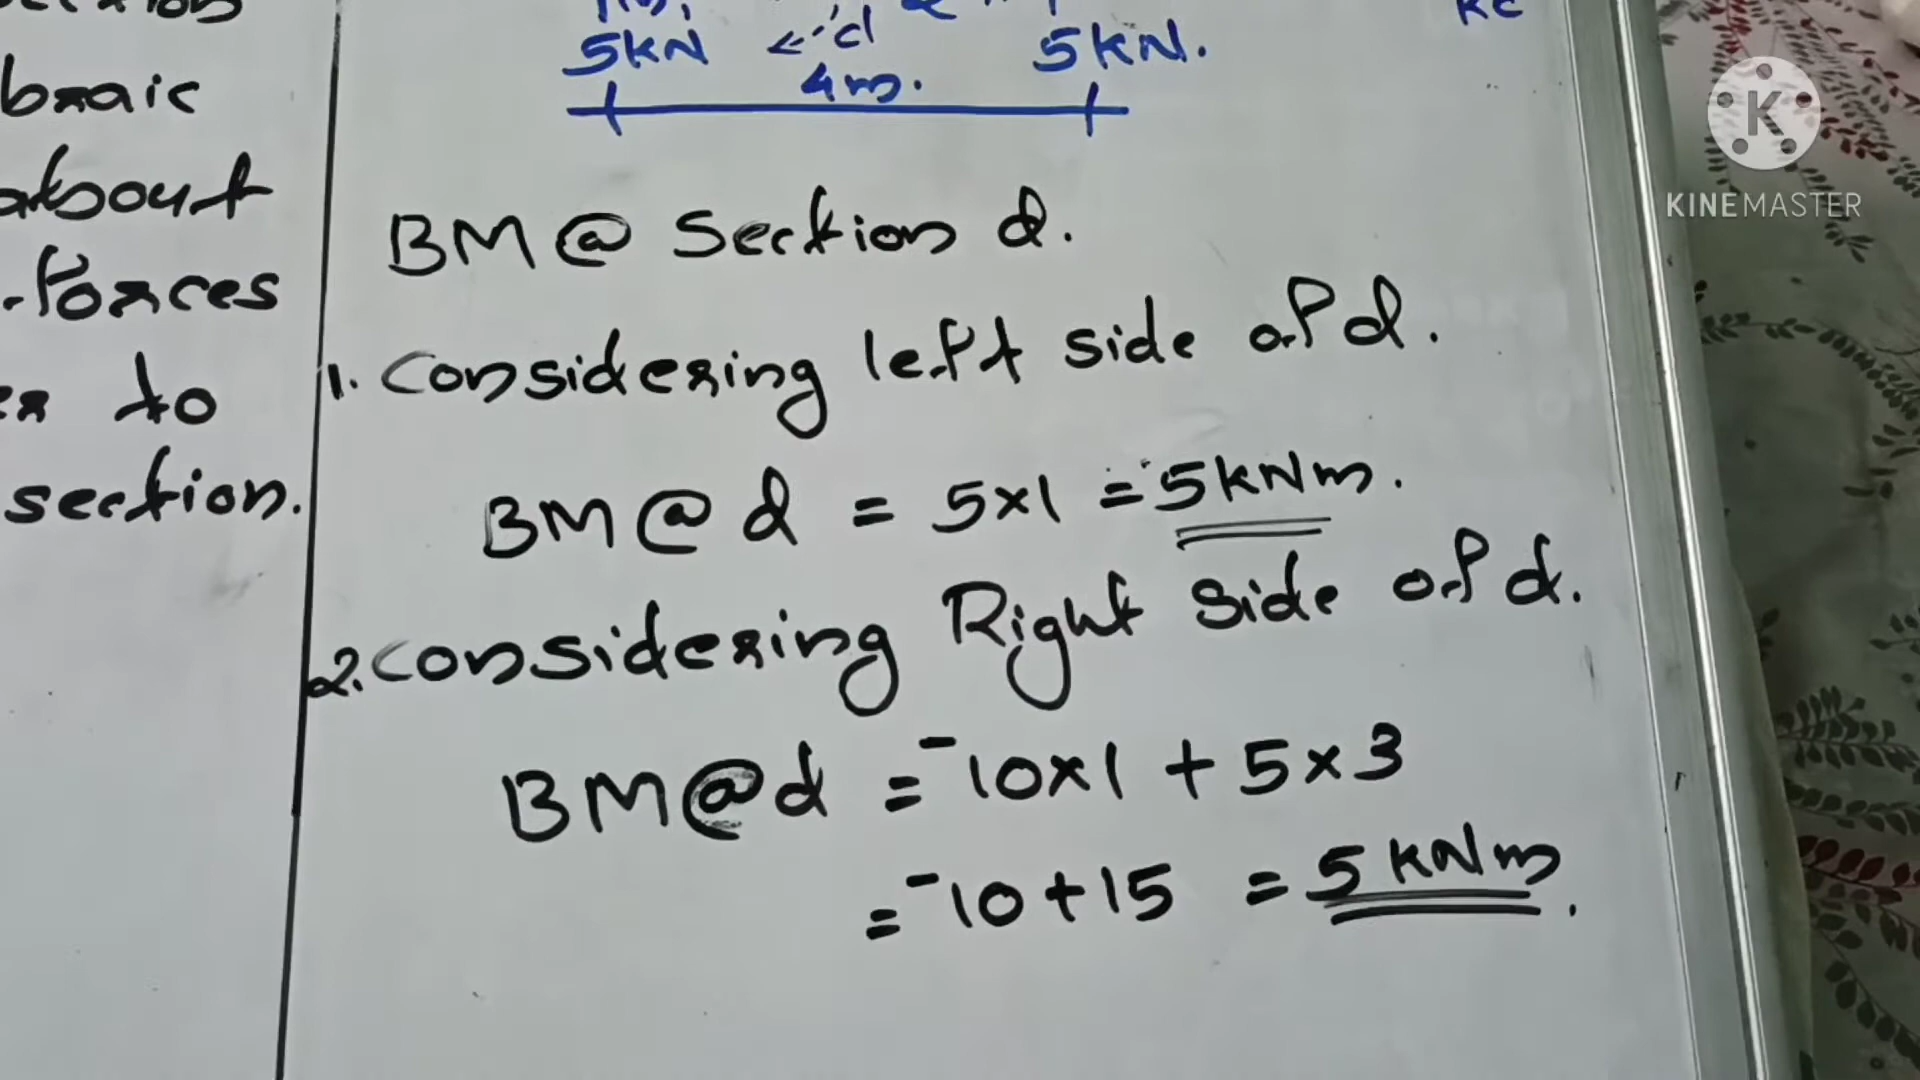 braic
about
forces
to
section.
5KN 5KN.
4m.
BM @ Section d.
1. Considering left side of d.
BM @ d = 5×1 = 5kNm.
2. Considering Right side of d.
BM@d = -10×1 + 5×3
= -10+15 = 5 kNm.
K
KINEMASTER